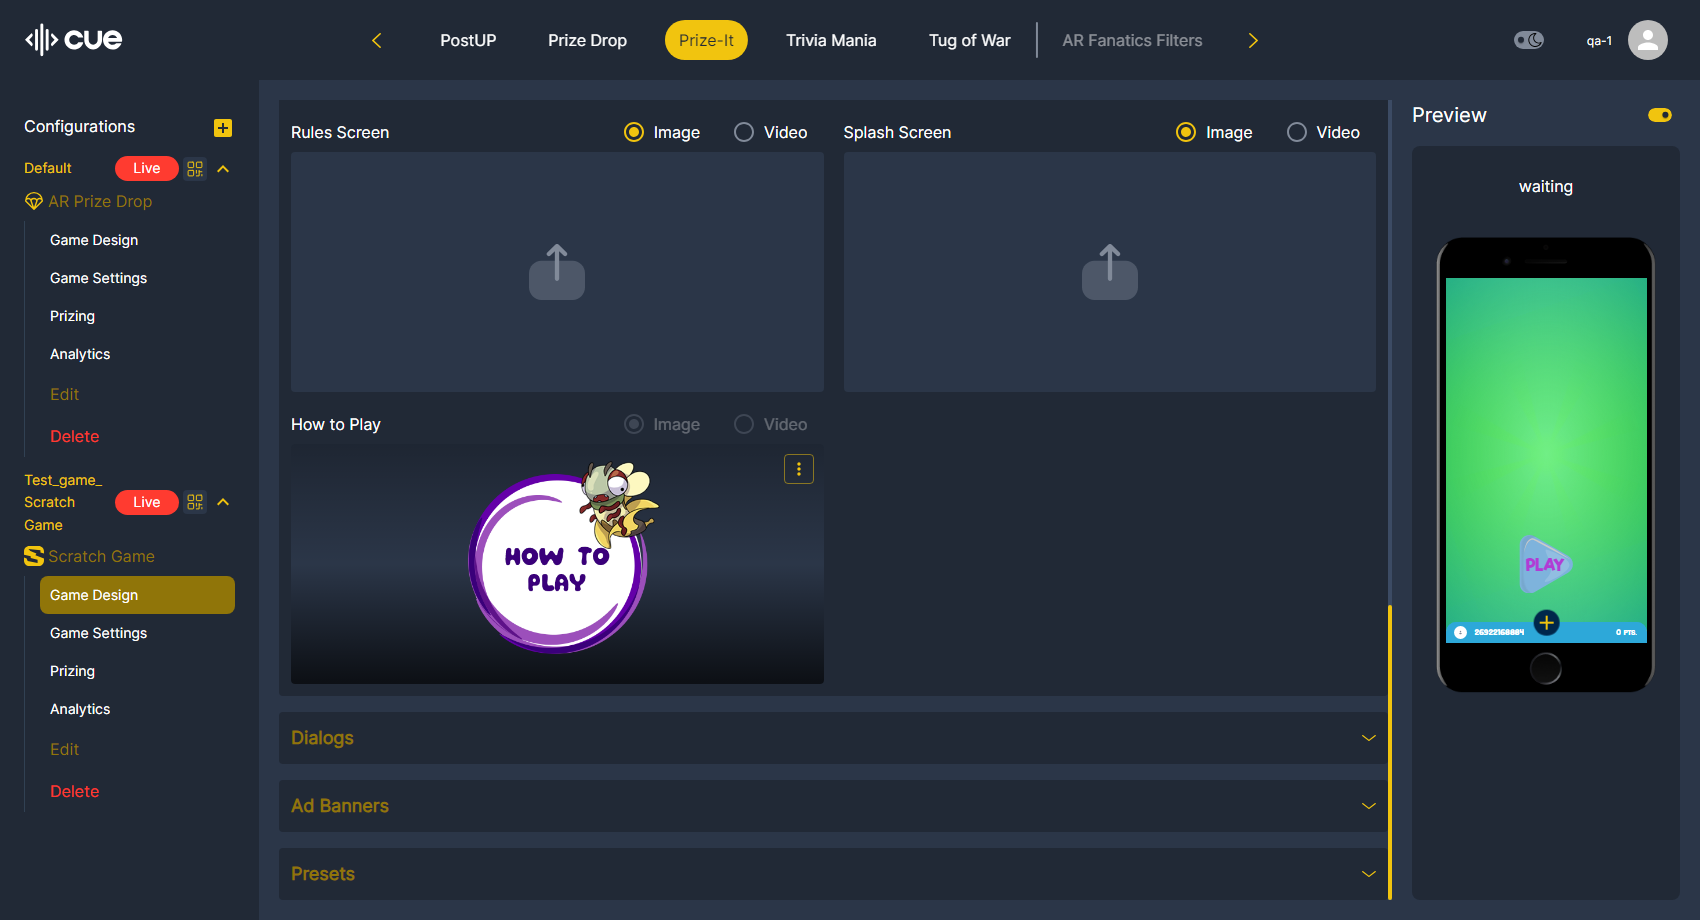 cue
PostUP
Prize Drop
Prize-It
Trivia Mania
Tug of War
AR Fanatics Filters
qa-1
Configurations
Default
Live
AR Prize Drop
Game Design
Game Settings
Prizing
Analytics
Edit
Delete
Test_game_
Scratch
Game
Live
Scratch Game
Game Design
Game Settings
Prizing
Analytics
Edit
Delete
Rules Screen
Image
Video
Splash Screen
Image
Video
How to Play
Image
Video
HOW TO
PLAY
Dialogs
Ad Banners
Presets
Preview
waiting
PLAY
26922168884
0 PTS.